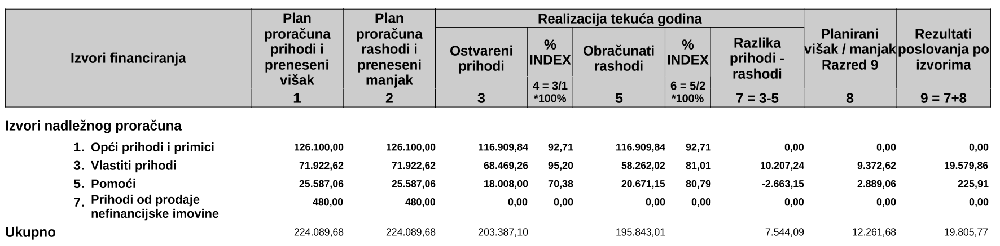 Izvori financiranja
Plan
proračuna
prihodi i
preneseni
višak
1
Plan
proračuna
rashodi i
preneseni
manjak
2
Realizacija tekuća godina
Ostvareni
prihodi
3
%
INDEX
4 = 3/1
*100%
Obračunati
rashodi
5
%
INDEX
6 = 5/2
*100%
Razlika
prihodi -
rashodi
7 = 3-5
Planirani
višak / manjak
Razred 9
8
Rezultati
poslovanja po
izvorima
9 = 7+8
Izvori nadležnog proračuna
1. Opći prihodi i primici 126.100,00 126.100,00 116.909,84 92,71 116.909,84 92,71 0,00 0,00 0,00
3. Vlastiti prihodi 71.922,62 71.922,62 68.469,26 95,20 58.262,02 81,01 10.207,24 9.372,62 19.579,86
5. Pomoći 25.587,06 25.587,06 18.008,00 70,38 20.671,15 80,79 -2.663,15 2.889,06 225,91
7. Prihodi od prodaje 480,00 480,00 0,00 0,00 0,00 0,00 0,00 0,00 0,00
nefinancijske imovine
Ukupno 224.089,68 224.089,68 203.387,10 195.843,01 7.544,09 12.261,68 19.805,77